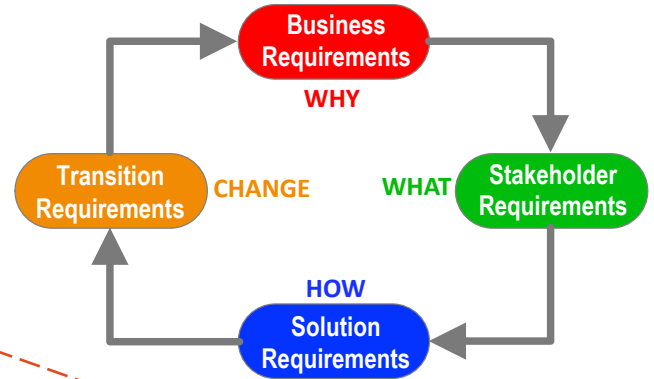 Business
Requirements
WHY
Transition
Requirements
CHANGE
WHAT
Stakeholder
Requirements
HOW
Solution
Requirements